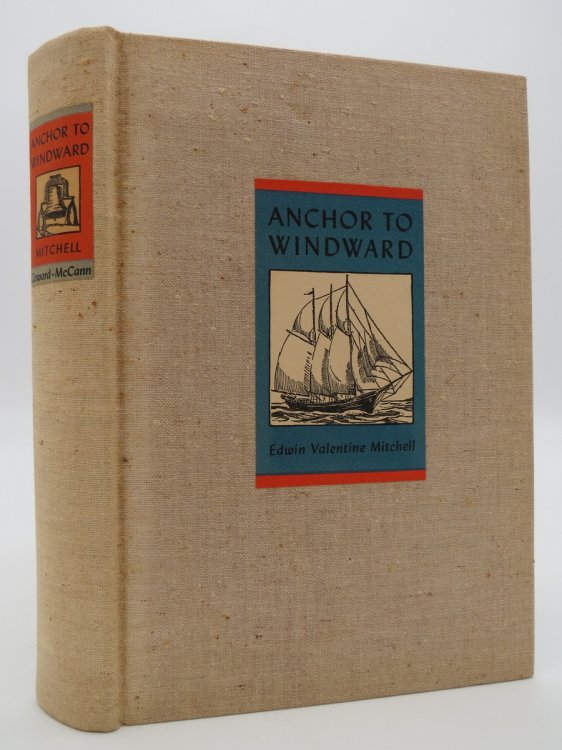 ANCHOR TO
WINDWARD
MITCHELL
Coward-McCann
ANCHOR TO
WINDWARD
Edwin Valentine Mitchell